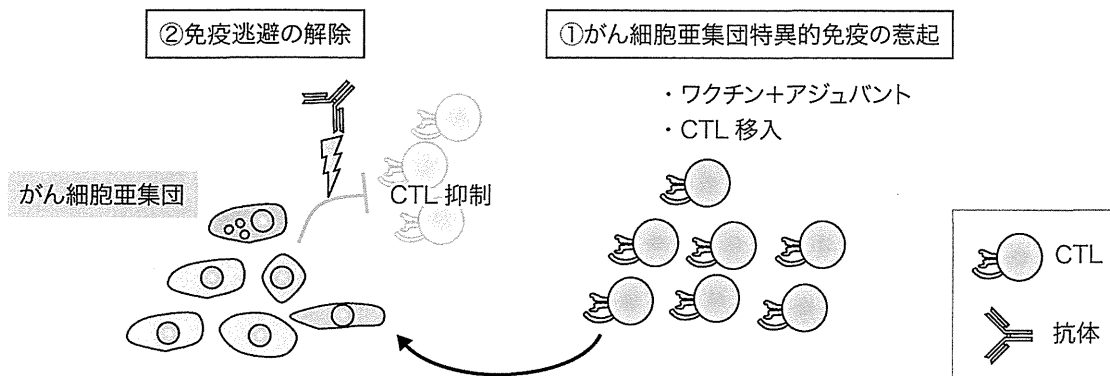 ②免疫逃避の解除
①がん細胞亜集団特異的免疫の惹起
・ワクチン＋アジュバント
・CTL 移入
がん細胞亜集団
CTL 抑制
CTL
抗体